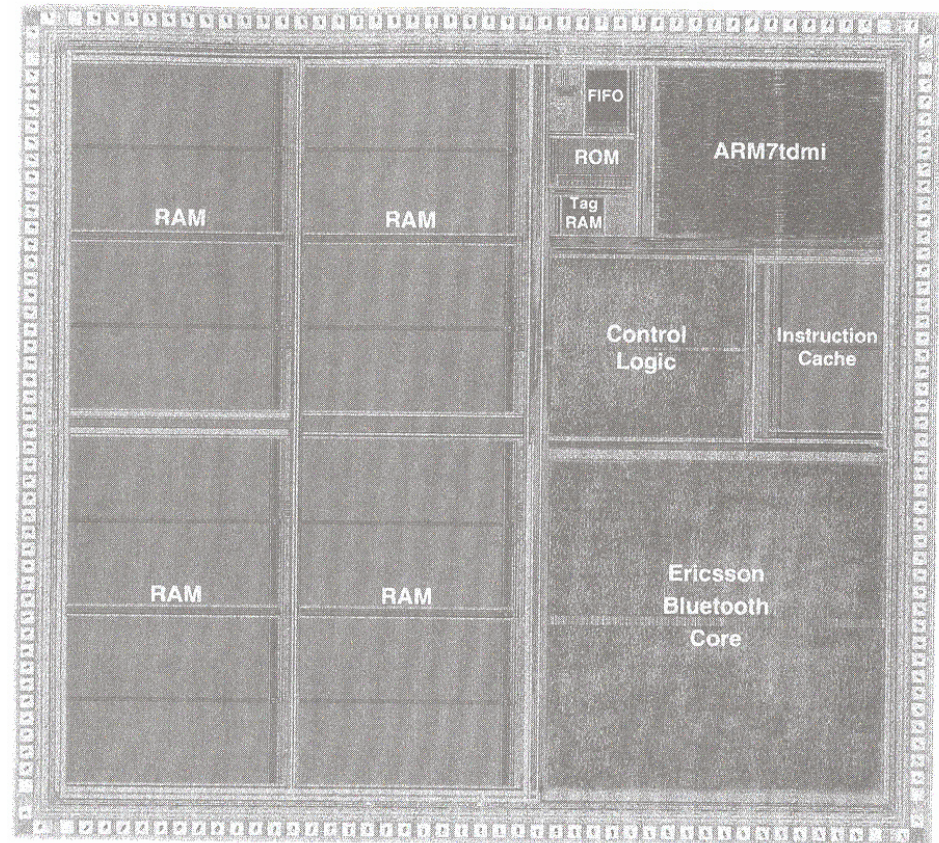 FIFO
ROM
ARM7tdmi
Tag
RAM
RAM
RAM
Control
Logic
Instruction
Cache
RAM
RAM
Ericsson
Bluetooth
Core